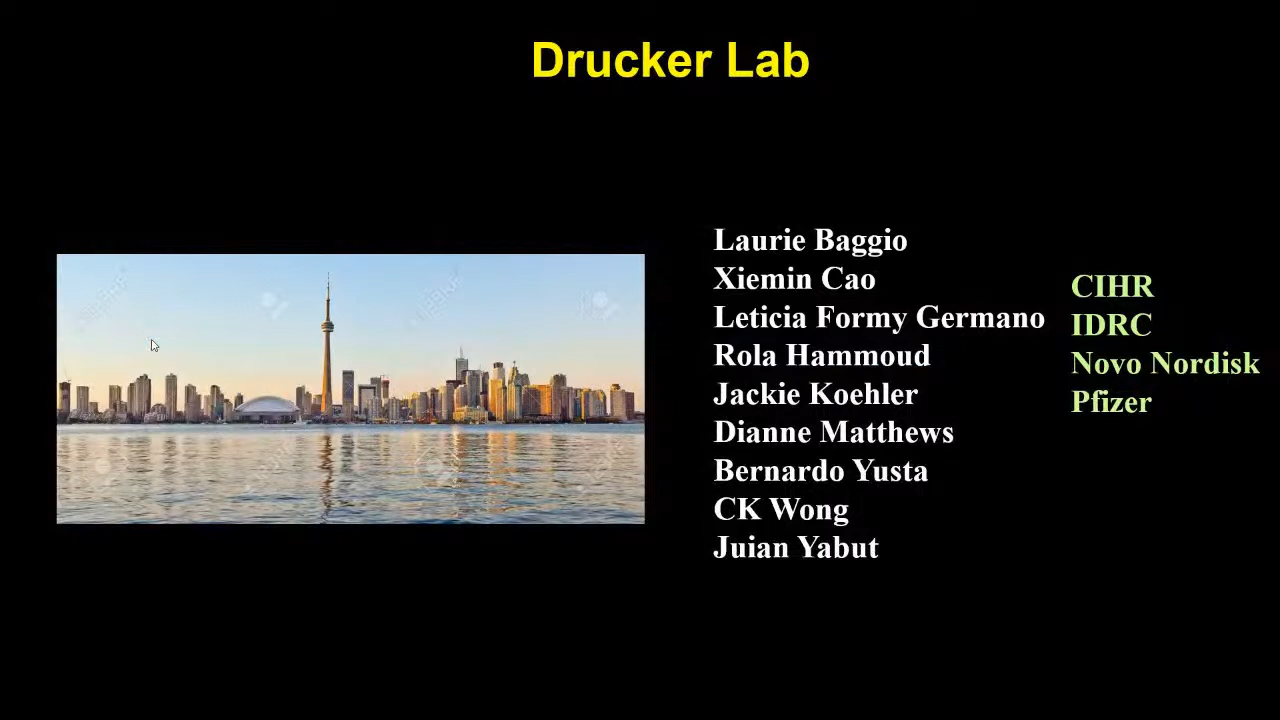 Drucker Lab
Laurie Baggio
Xiemin Cao
Leticia Formy Germano
Rola Hammoud
Jackie Koehler
Dianne Matthews
Bernardo Yusta
CK Wong
Juian Yabut
CIHR
IDRC
Novo Nordisk
Pfizer